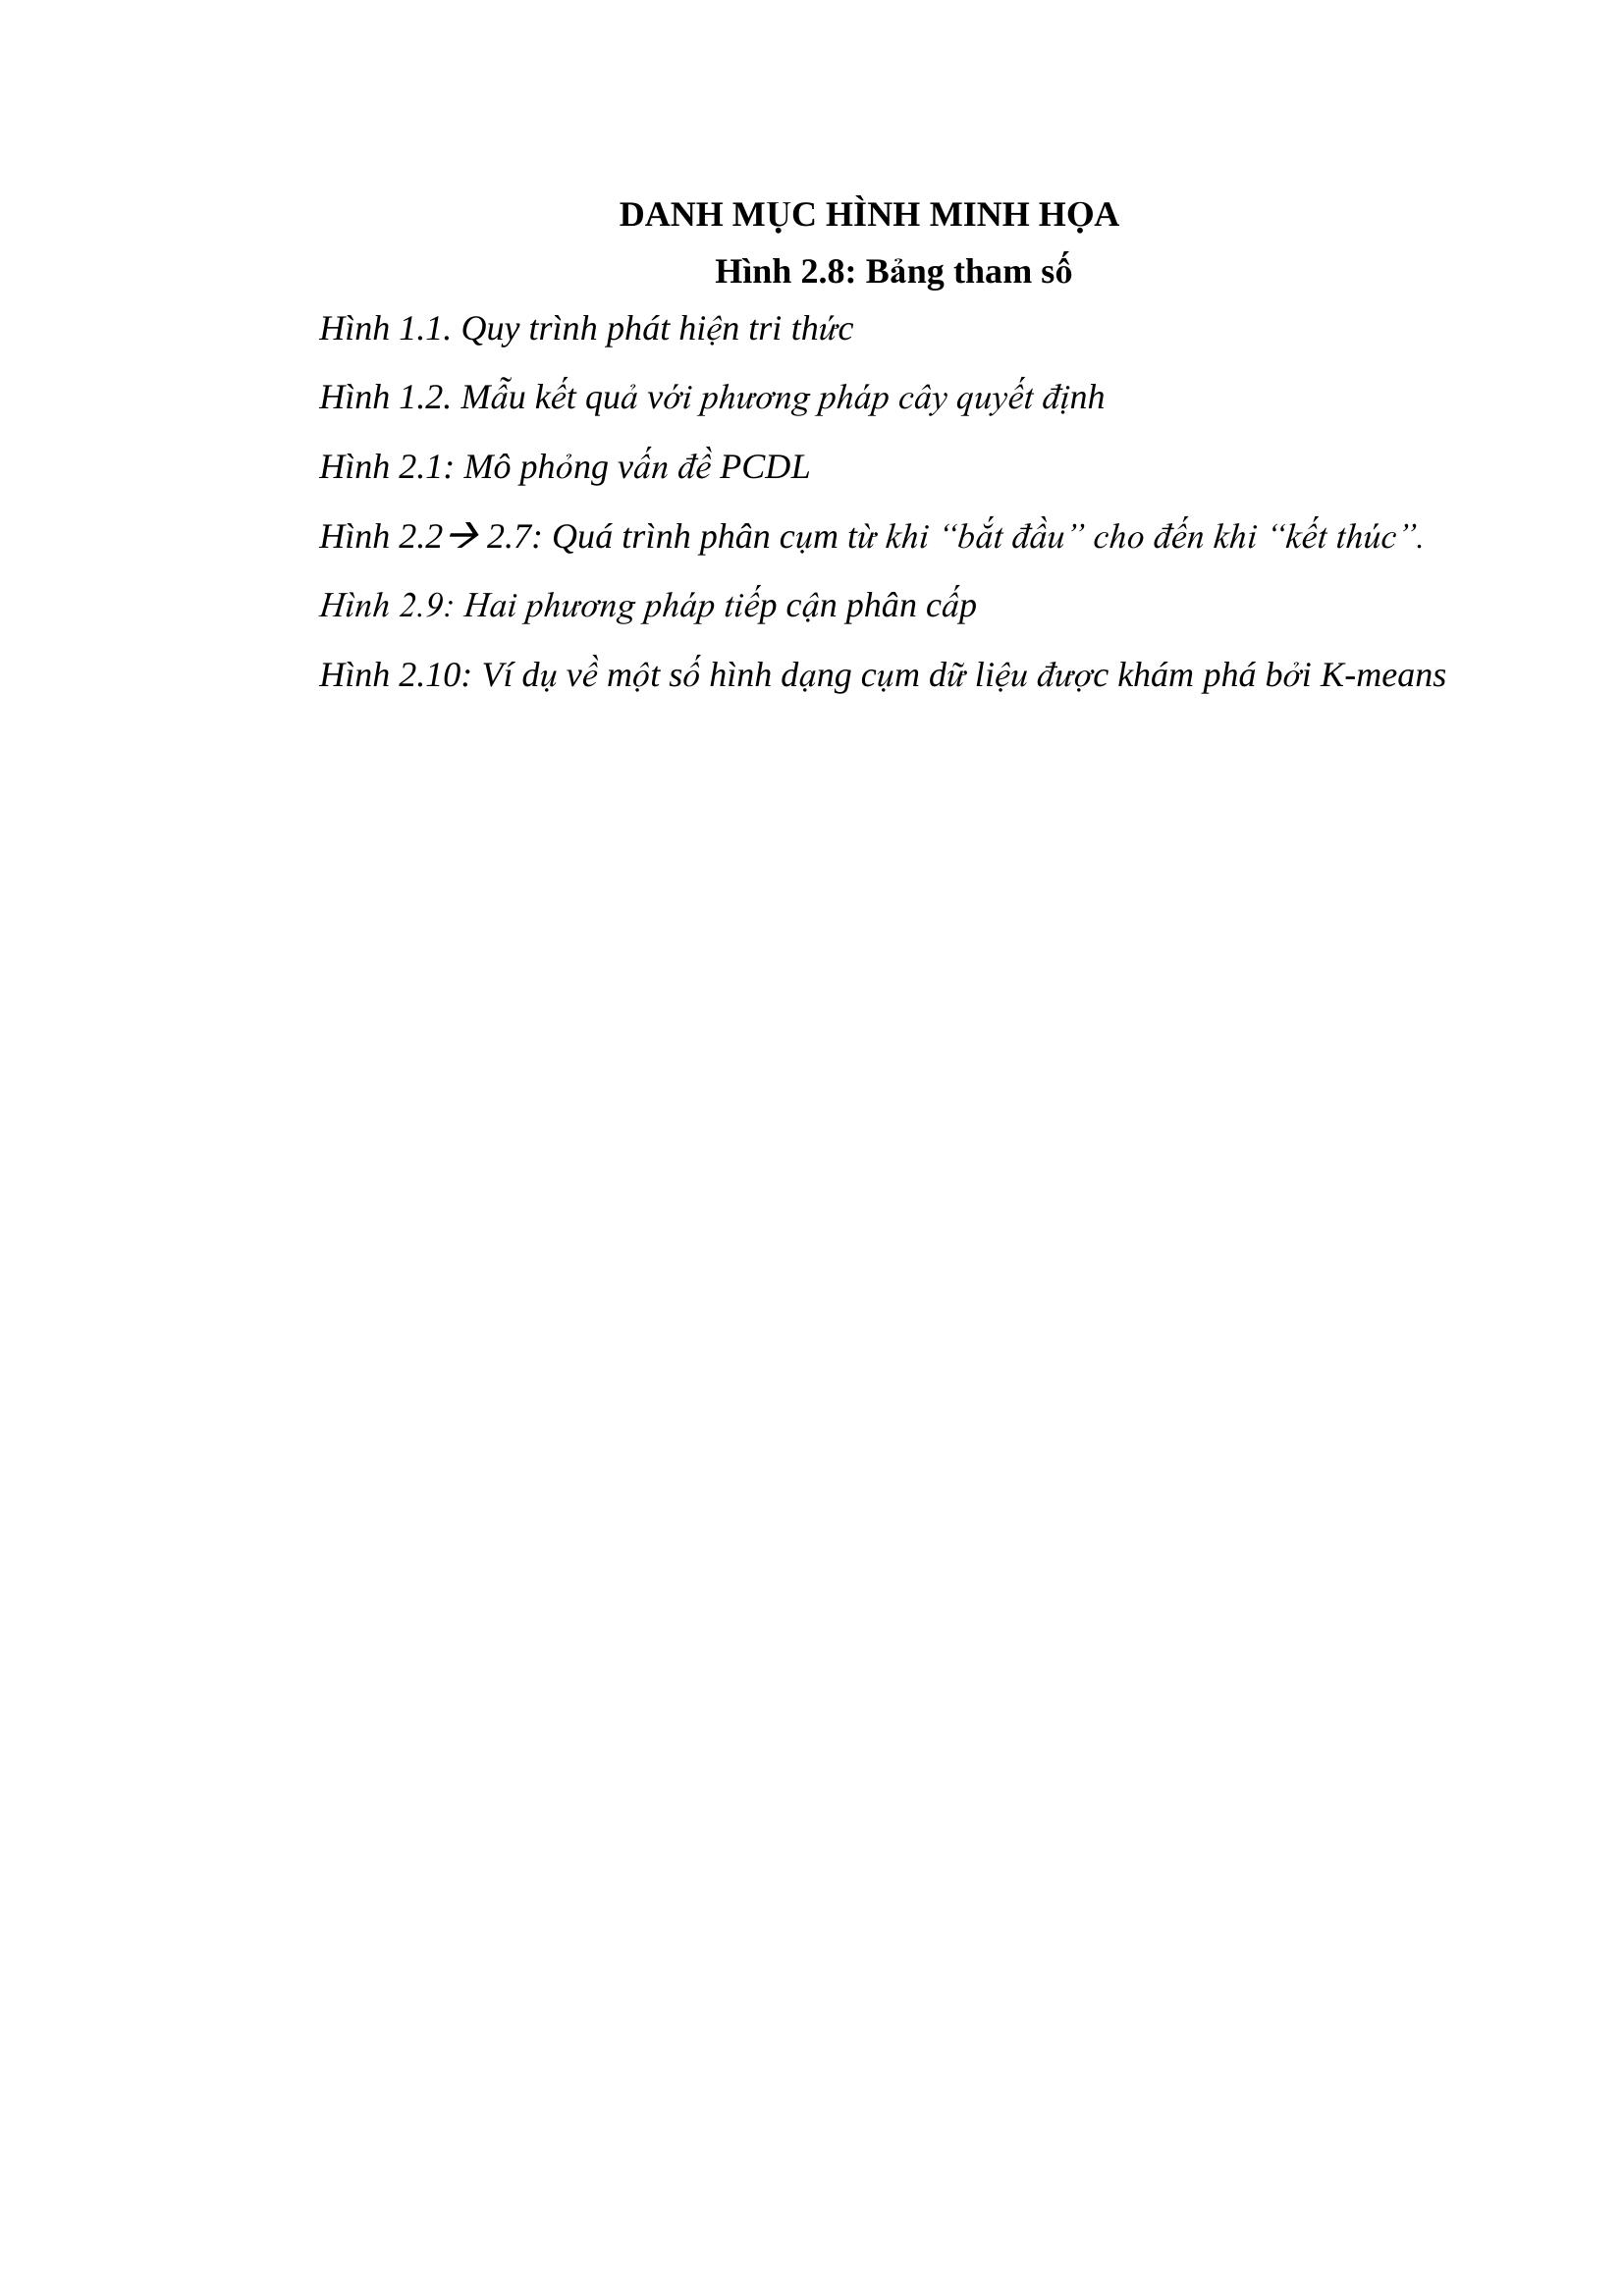 DANH MỤC HÌNH MINH HỌA
Hình 2.8: Bảng tham số
Hình 1.1. Quy trình phát hiện tri thức
Hình 1.2. Mẫu kết quả với phương pháp cây quyết định
Hình 2.1: Mô phỏng vấn đề PCDL
Hình 2.2→ 2.7: Quá trình phân cụm từ khi “bắt đầu” cho đến khi “kết thúc”.
Hình 2.9: Hai phương pháp tiếp cận phân cấp
Hình 2.10: Ví dụ về một số hình dạng cụm dữ liệu được khám phá bởi K-means